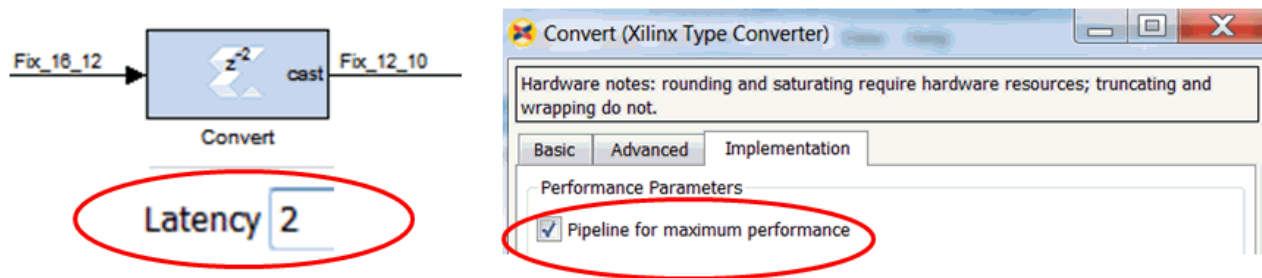 Fix_16_12
z-2
cast
Fix_12_10
Convert
Latency 2
Convert (Xilinx Type Converter)
Hardware notes: rounding and saturating require hardware resources; truncating and
wrapping do not.
Basic Advanced Implementation
Performance Parameters
Pipeline for maximum performance